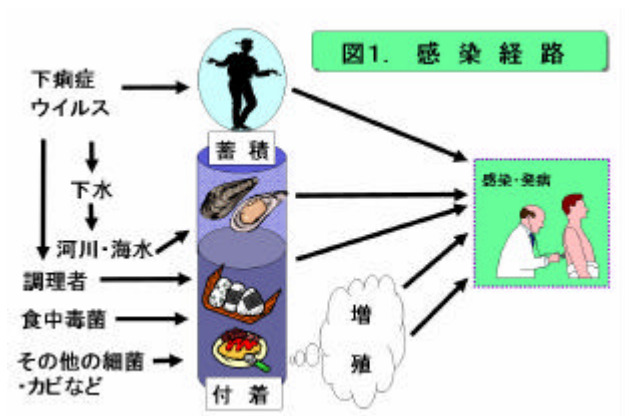 図1. 感 染 経 路
下痢症
ウイルス
蓄 積
下水
感染・発病
河川・海水
調理者
増
殖
食中毒菌
その他の細菌
・カビなど
付 着